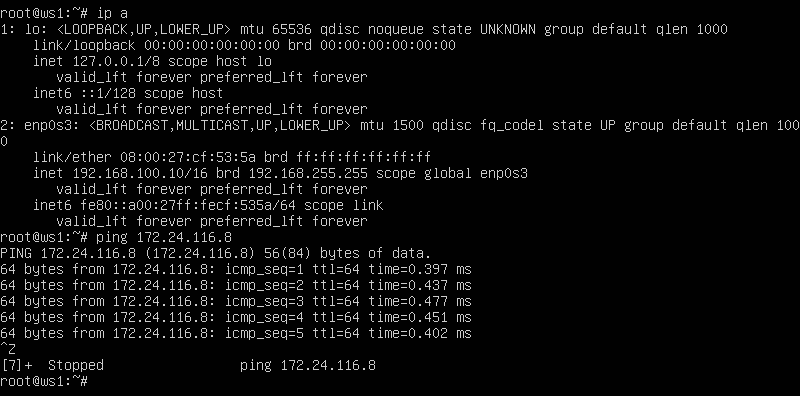 root@ws1:~# ip a
1: lo: <LOOPBACK,UP,LOWER_UP> mtu 65536 qdisc noqueue state UNKNOWN group default qlen 1000
    link/loopback 00:00:00:00:00:00 brd 00:00:00:00:00:00
    inet 127.0.0.1/8 scope host lo
       valid_lft forever preferred_lft forever
    inet6 ::1/128 scope host
       valid_lft forever preferred_lft forever
2: enp0s3: <BROADCAST,MULTICAST,UP,LOWER_UP> mtu 1500 qdisc fq_codel state UP group default qlen 100
0
    link/ether 08:00:27:cf:53:5a brd ff:ff:ff:ff:ff:ff
    inet 192.168.100.10/16 brd 192.168.255.255 scope global enp0s3
       valid_lft forever preferred_lft forever
    inet6 fe80::a00:27ff:fecf:535a/64 scope link
       valid_lft forever preferred_lft forever
root@ws1:~# ping 172.24.116.8
PING 172.24.116.8 (172.24.116.8) 56(84) bytes of data.
64 bytes from 172.24.116.8: icmp_seq=1 ttl=64 time=0.397 ms
64 bytes from 172.24.116.8: icmp_seq=2 ttl=64 time=0.437 ms
64 bytes from 172.24.116.8: icmp_seq=3 ttl=64 time=0.477 ms
64 bytes from 172.24.116.8: icmp_seq=4 ttl=64 time=0.451 ms
64 bytes from 172.24.116.8: icmp_seq=5 ttl=64 time=0.402 ms
^Z
[7]+  Stopped                 ping 172.24.116.8
root@ws1:~#